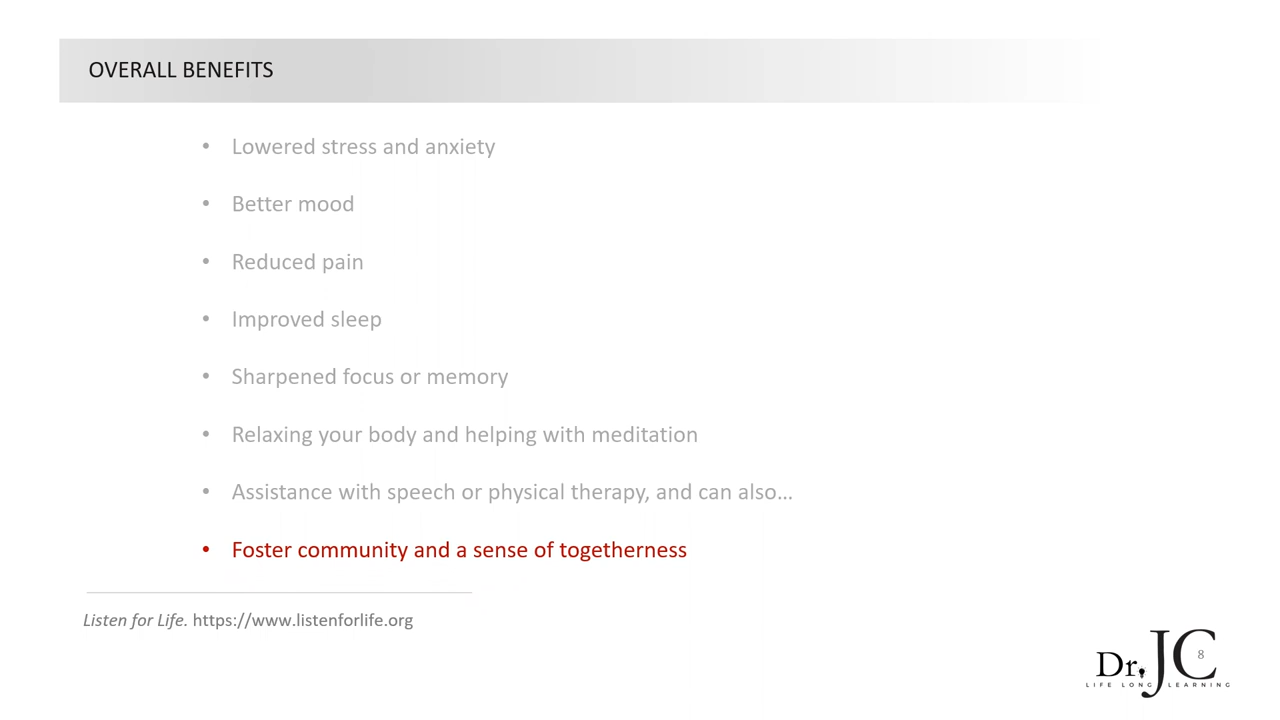 OVERALL BENEFITS
• Lowered stress and anxiety
• Better mood
• Reduced pain
• Improved sleep
• Sharpened focus or memory
• Relaxing your body and helping with meditation
• Assistance with speech or physical therapy, and can also…
• Foster community and a sense of togetherness
Listen for Life. https://www.listenforlife.org
Dr. JC
8
LIFE LONG LEARNING